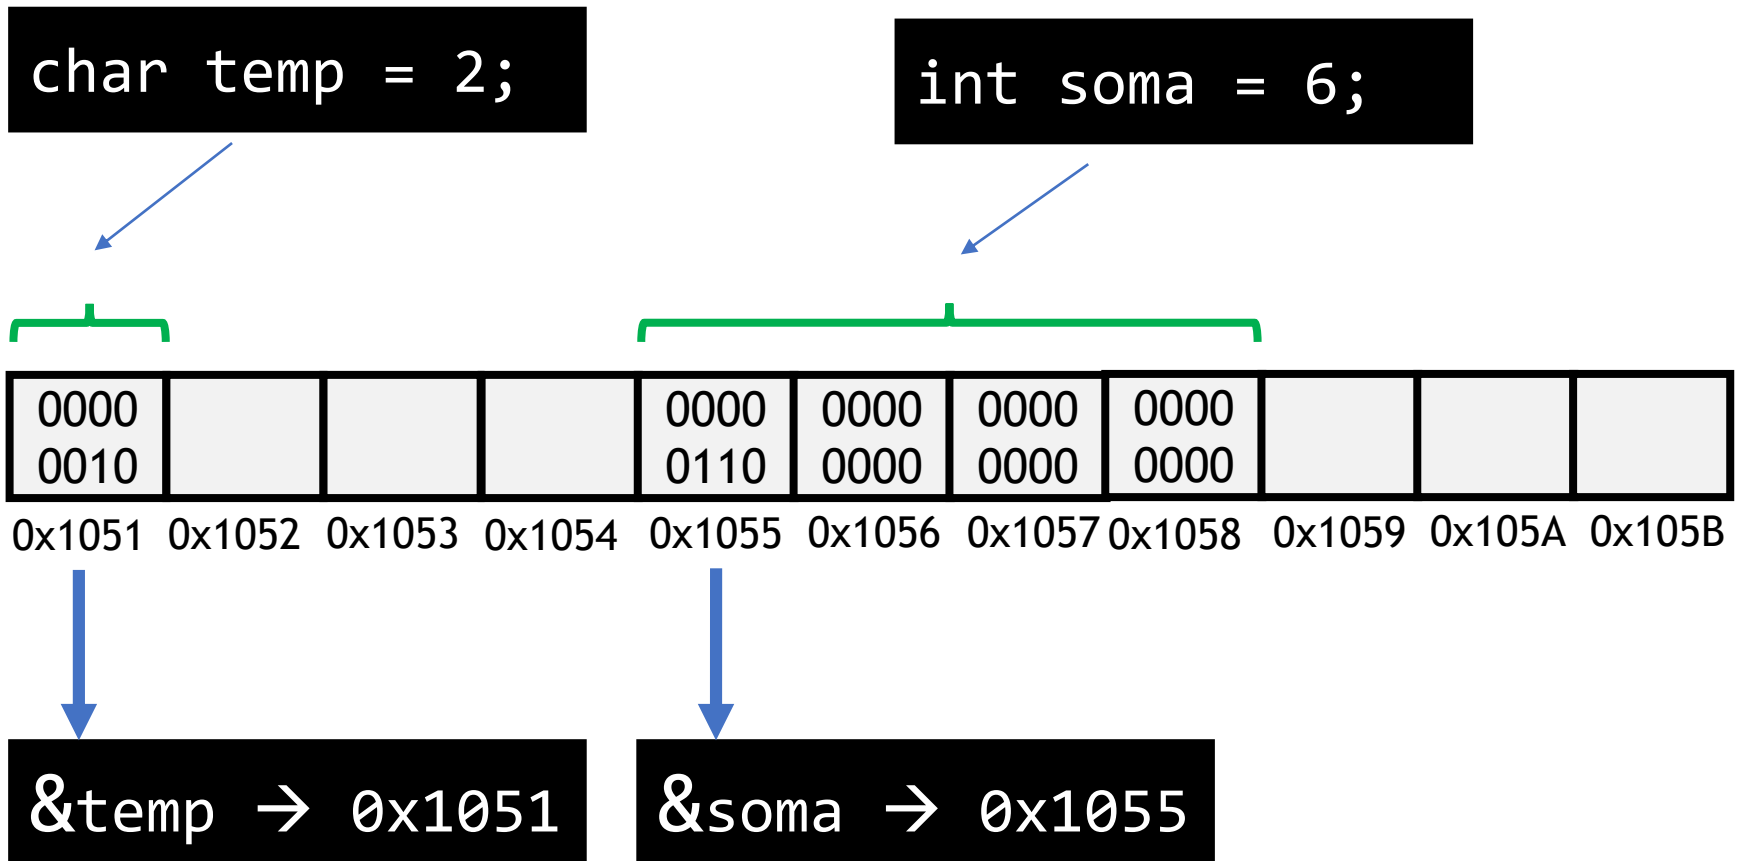 char temp = 2;
int soma = 6;
0000 0000 0000 0000 0000
0010 0110 0000 0000 0000
0x1051 0x1052 0x1053 0x1054 0x1055 0x1056 0x1057 0x1058 0x1059 0x105A 0x105B
&temp → 0x1051
&soma → 0x1055